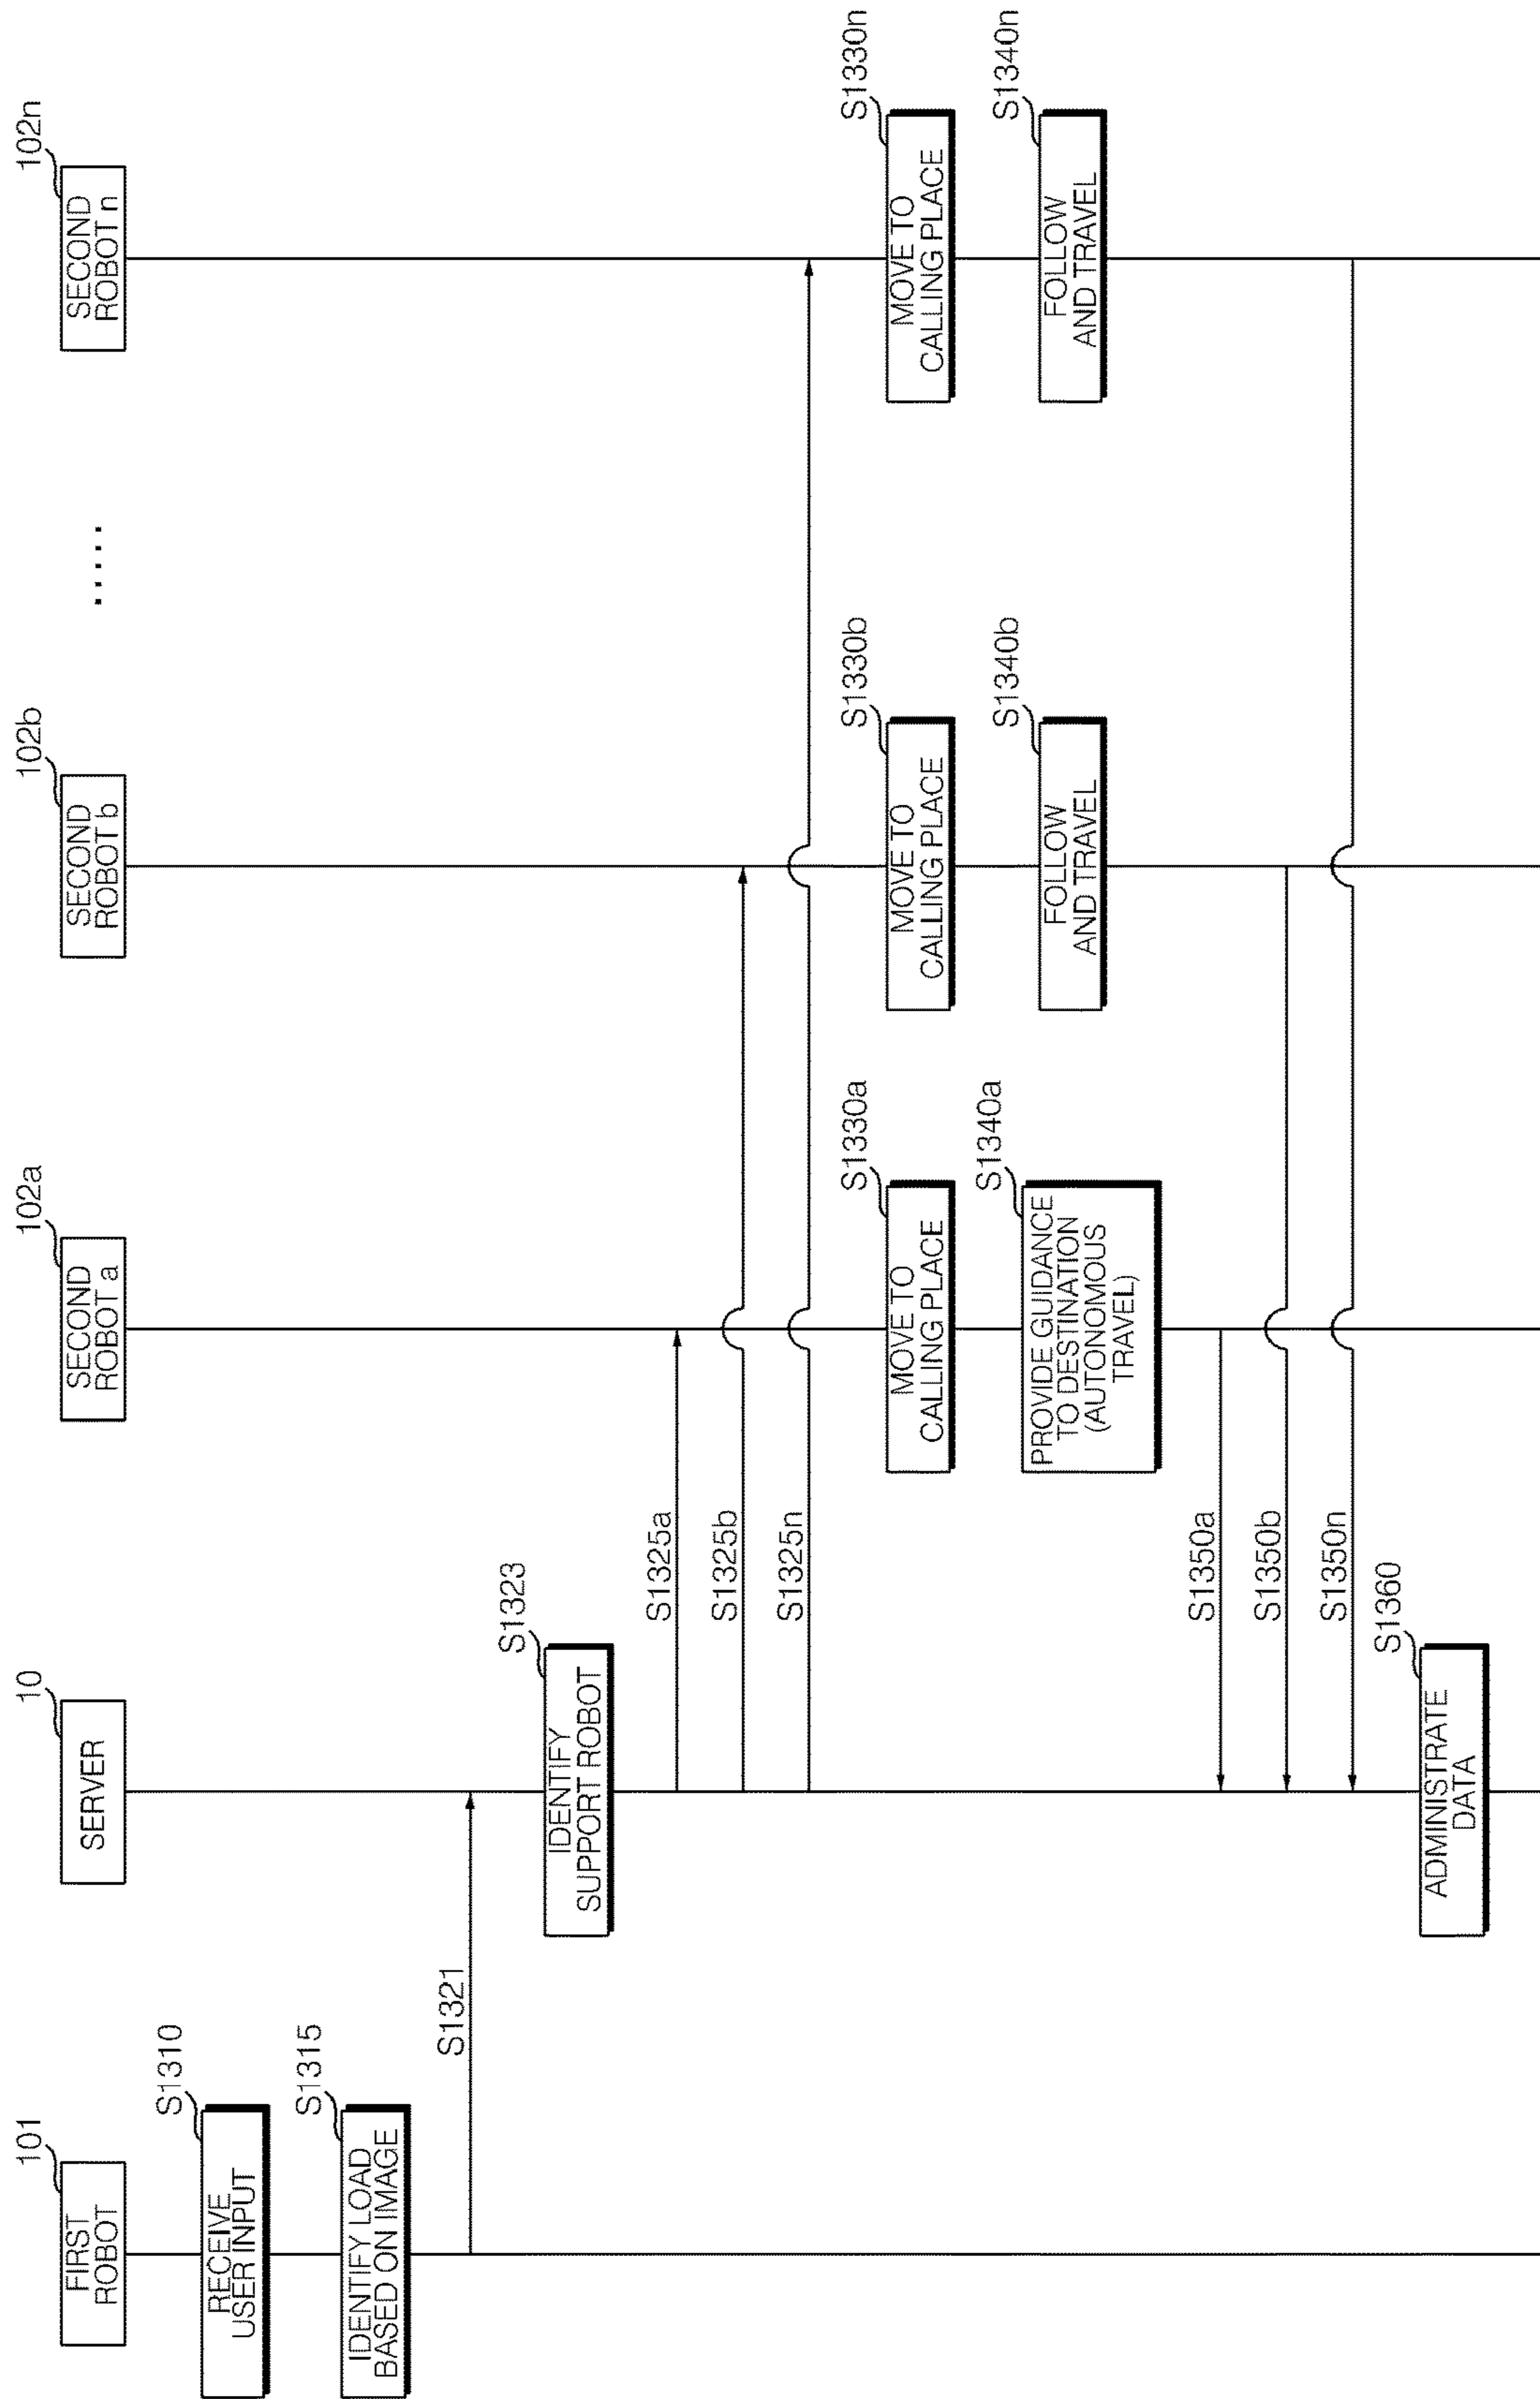 101
FIRST
ROBOT
10
SERVER
102a
SECOND
ROBOT a
102b
SECOND
ROBOT b
.....
102n
SECOND
ROBOT n
S1310
RECEIVE
USER INPUT
S1315
IDENTIFY LOAD
BASED ON IMAGE
S1321
S1323
IDENTIFY
SUPPORT ROBOT
S1325a
S1325b
S1325n
S1330a
MOVE TO
CALLING PLACE
S1330b
MOVE TO
CALLING PLACE
S1330n
MOVE TO
CALLING PLACE
S1340a
PROVIDE GUIDANCE
TO DESTINATION
(AUTONOMOUS
TRAVEL)
S1340b
FOLLOW
AND TRAVEL
S1340n
FOLLOW
AND TRAVEL
S1350a
S1350b
S1350n
S1360
ADMINISTRATE
DATA